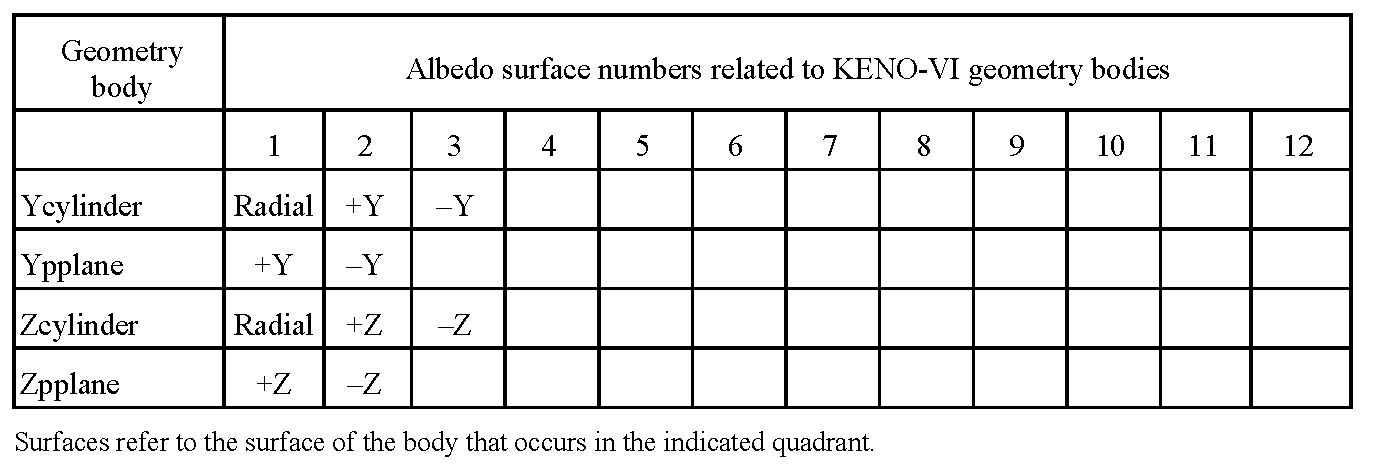 Geometry
body
Albedo surface numbers related to KENO-VI geometry bodies
1 2 3 4 5 6 7 8 9 10 11 12
Ycylinder Radial +Y –Y
Ypplane +Y –Y
Zcylinder Radial +Z –Z
Zpplane +Z –Z
Surfaces refer to the surface of the body that occurs in the indicated quadrant.